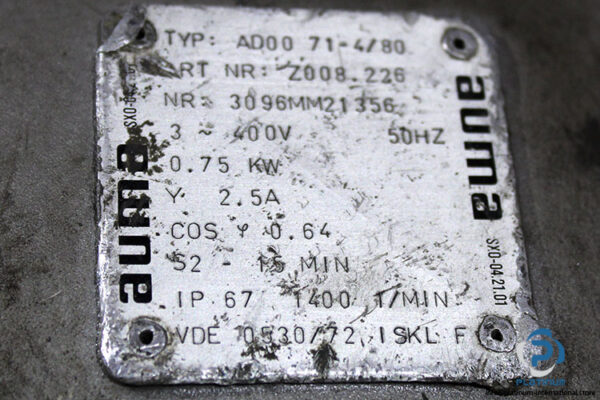 TYP: AD00 71-4/80
ART NR: Z008.226
NR: 3096MM21356
3 ~ 400V 50HZ
0.75 KW
Y 2.5A
COS φ 0.64
S2 - 15 MIN
IP 67 1400 1/MIN
VDE 0530/72 ISKL F
auma
auma
SX0-04.21.01
PLATINUM